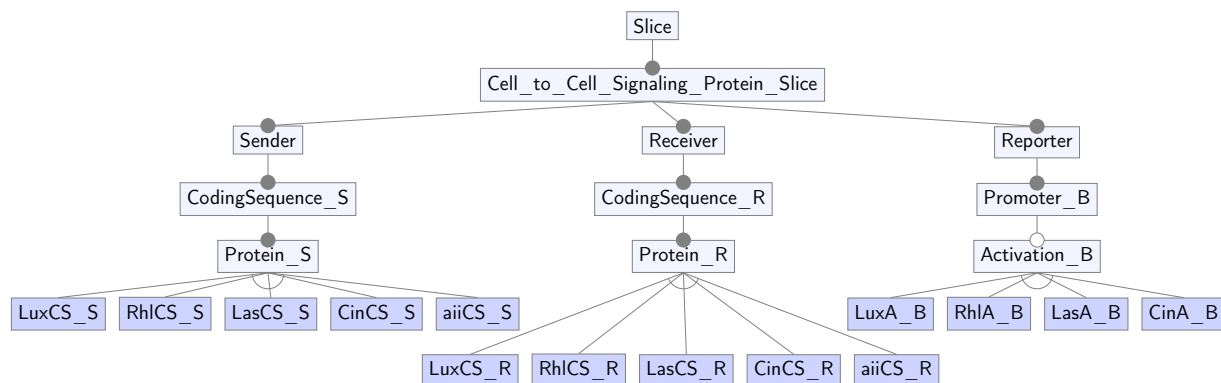 Slice
Cell_to_Cell_Signaling_Protein_Slice
Sender Receiver Reporter
CodingSequence_S CodingSequence_R Promoter_B
Protein_S Protein_R Activation_B
LuxCS_S RhlCS_S LasCS_S CinCS_S aiiCS_S LuxA_B RhlA_B LasA_B CinA_B
LuxCS_R RhlCS_R LasCS_R CinCS_R aiiCS_R